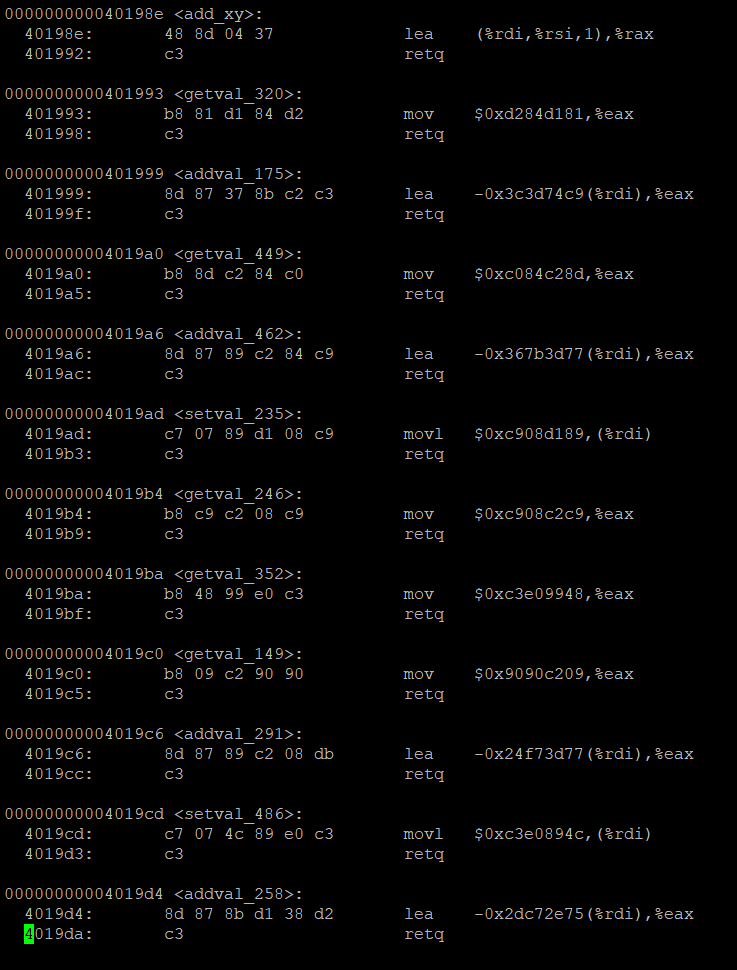 000000000040198e <add_xy>:
  40198e:       48 8d 04 37             lea    (%rdi,%rsi,1),%rax
  401992:       c3                      retq

0000000000401993 <getval_320>:
  401993:       b8 81 d1 84 d2          mov    $0xd284d181,%eax
  401998:       c3                      retq

0000000000401999 <addval_175>:
  401999:       8d 87 37 8b c2 c3       lea    -0x3c3d74c9(%rdi),%eax
  40199f:       c3                      retq

00000000004019a0 <getval_449>:
  4019a0:       b8 8d c2 84 c0          mov    $0xc084c28d,%eax
  4019a5:       c3                      retq

00000000004019a6 <addval_462>:
  4019a6:       8d 87 89 c2 84 c9       lea    -0x367b3d77(%rdi),%eax
  4019ac:       c3                      retq

00000000004019ad <setval_235>:
  4019ad:       c7 07 89 d1 08 c9       movl   $0xc908d189,(%rdi)
  4019b3:       c3                      retq

00000000004019b4 <getval_246>:
  4019b4:       b8 c9 c2 08 c9          mov    $0xc908c2c9,%eax
  4019b9:       c3                      retq

00000000004019ba <getval_352>:
  4019ba:       b8 48 99 e0 c3          mov    $0xc3e09948,%eax
  4019bf:       c3                      retq

00000000004019c0 <getval_149>:
  4019c0:       b8 09 c2 90 90          mov    $0x9090c209,%eax
  4019c5:       c3                      retq

00000000004019c6 <addval_291>:
  4019c6:       8d 87 89 c2 08 db       lea    -0x24f73d77(%rdi),%eax
  4019cc:       c3                      retq

00000000004019cd <setval_486>:
  4019cd:       c7 07 4c 89 e0 c3       movl   $0xc3e0894c,(%rdi)
  4019d3:       c3                      retq

00000000004019d4 <addval_258>:
  4019d4:       8d 87 8b d1 38 d2       lea    -0x2dc72e75(%rdi),%eax
  4019da:       c3                      retq